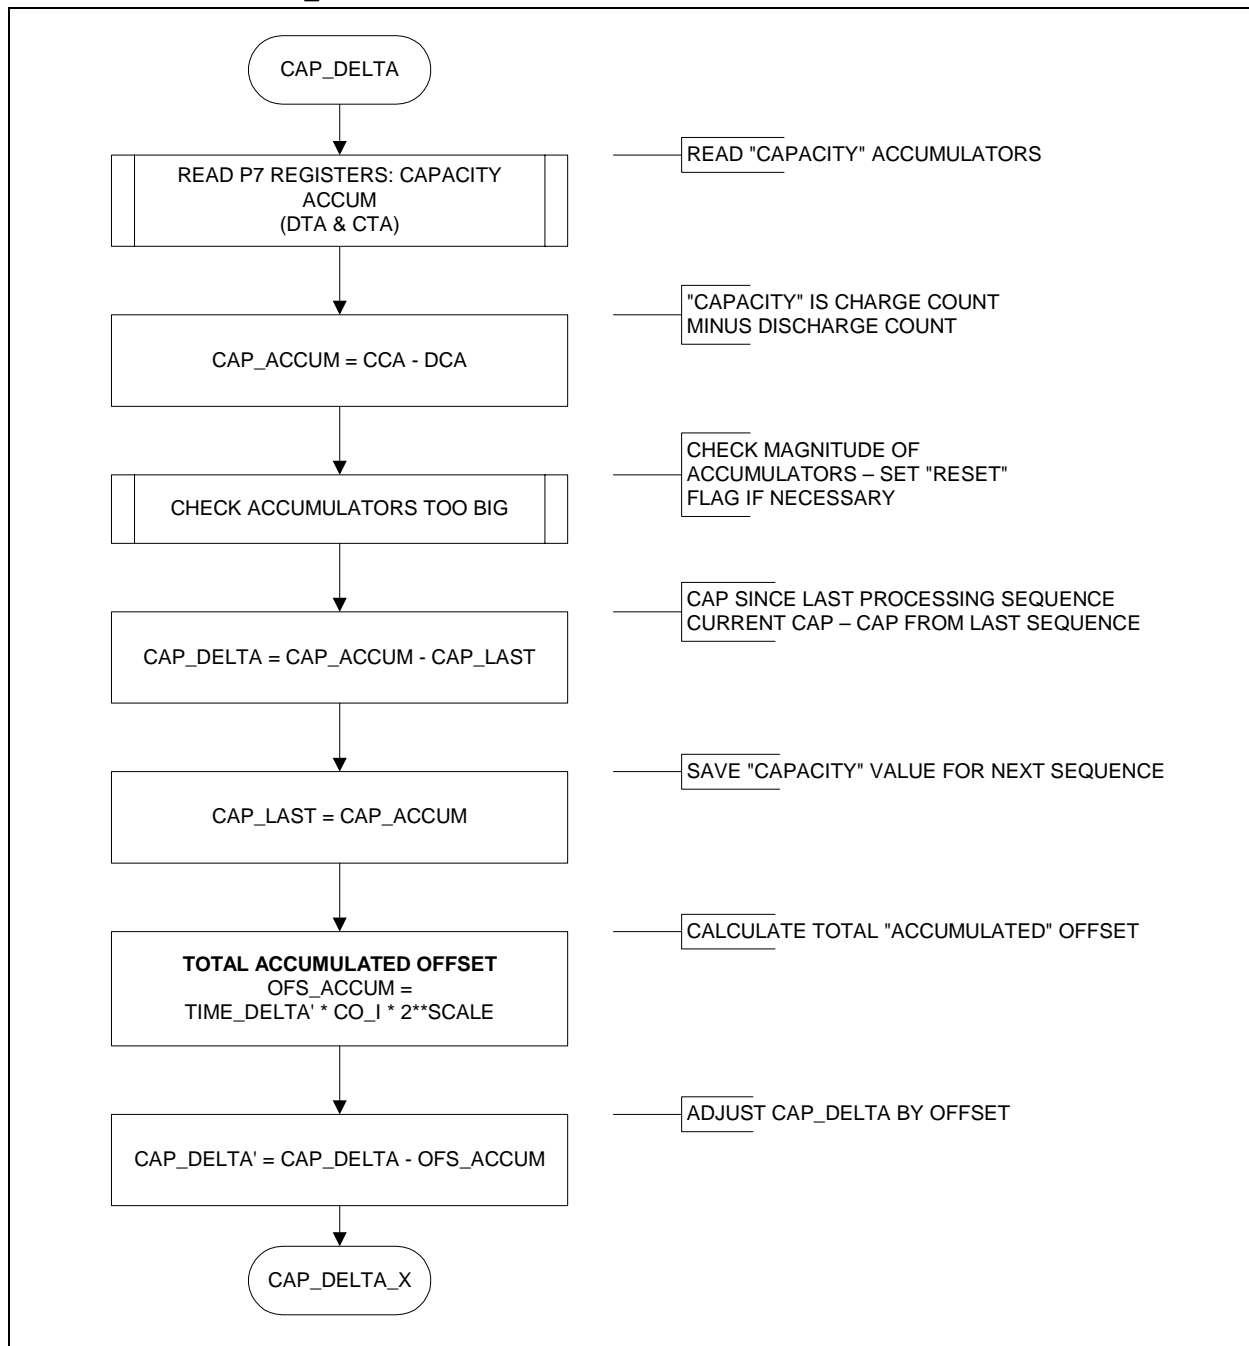 CAP_DELTA
READ P7 REGISTERS: CAPACITY
ACCUM
(DTA & CTA)
READ "CAPACITY" ACCUMULATORS
CAP_ACCUM = CCA - DCA
"CAPACITY" IS CHARGE COUNT
MINUS DISCHARGE COUNT
CHECK ACCUMULATORS TOO BIG
CHECK MAGNITUDE OF
ACCUMULATORS – SET "RESET"
FLAG IF NECESSARY
CAP_DELTA = CAP_ACCUM - CAP_LAST
CAP SINCE LAST PROCESSING SEQUENCE
CURRENT CAP – CAP FROM LAST SEQUENCE
CAP_LAST = CAP_ACCUM
SAVE "CAPACITY" VALUE FOR NEXT SEQUENCE
TOTAL ACCUMULATED OFFSET
OFS_ACCUM =
TIME_DELTA' * CO_I * 2**SCALE
CALCULATE TOTAL "ACCUMULATED" OFFSET
CAP_DELTA' = CAP_DELTA - OFS_ACCUM
ADJUST CAP_DELTA BY OFFSET
CAP_DELTA_X